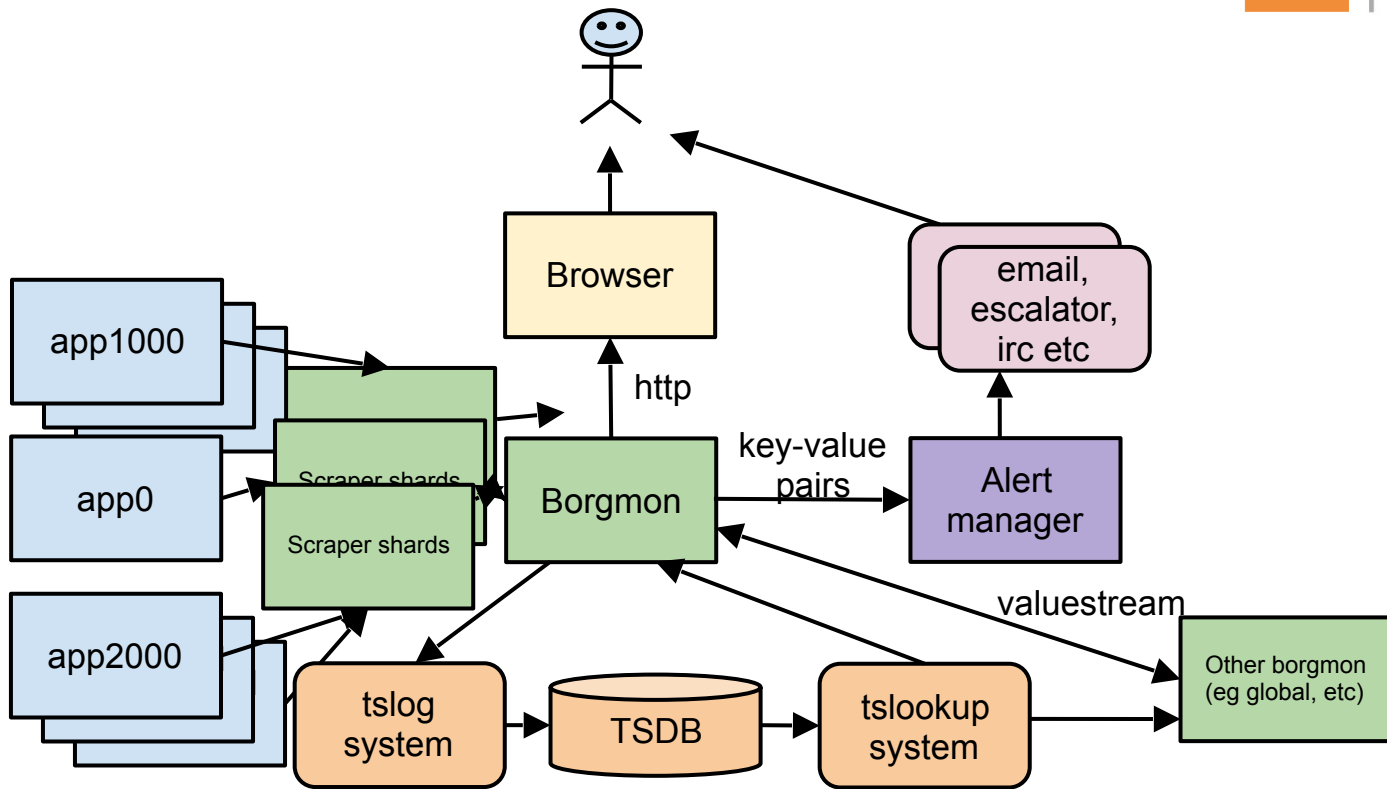 Browser
email,
escalator,
irc etc
app1000
http
key-value
pairs
Scraper shards
app0
Borgmon
Alert
manager
Scraper shards
valuestream
app2000
Other borgmon
(eg global, etc)
tslog
system
TSDB
tslookup
system